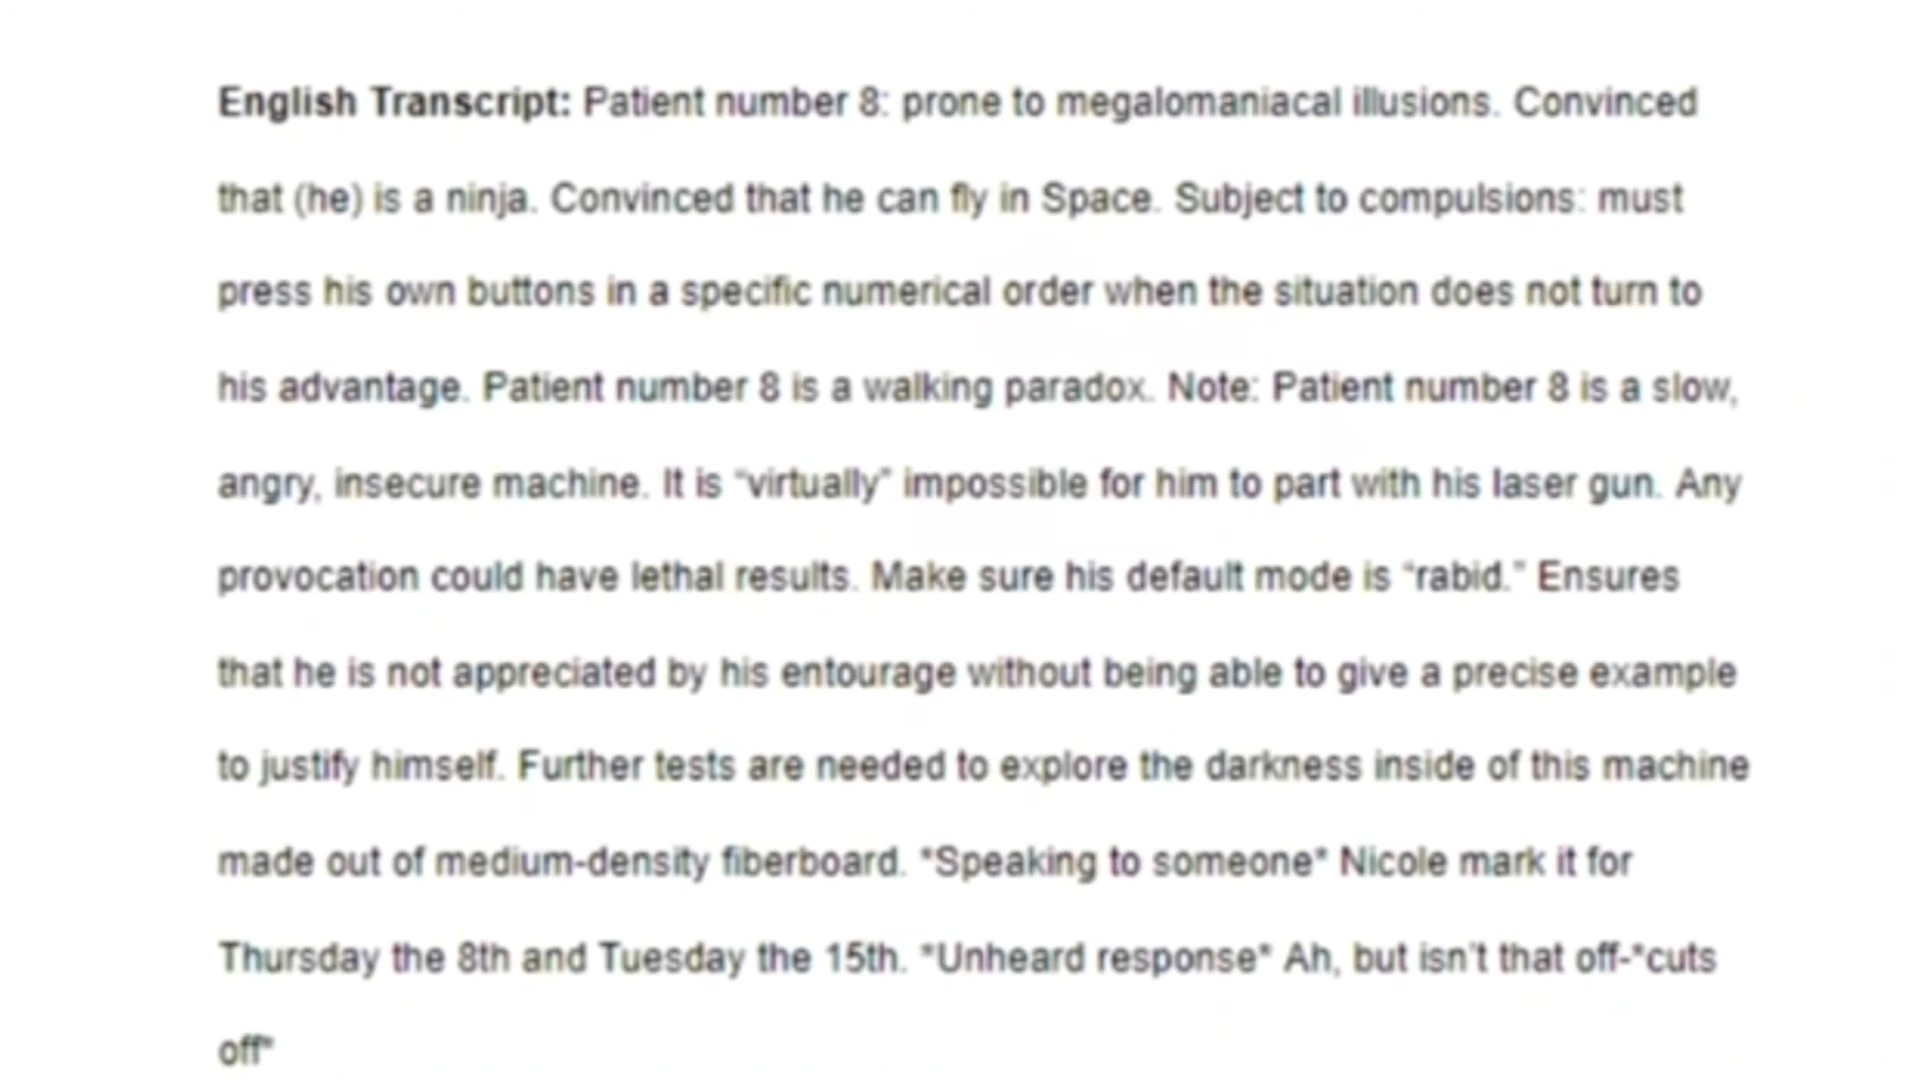 English Transcript: Patient number 8: prone to megalomaniacal illusions. Convinced
that (he) is a ninja. Convinced that he can fly in Space. Subject to compulsions: must
press his own buttons in a specific numerical order when the situation does not turn to
his advantage. Patient number 8 is a walking paradox. Note: Patient number 8 is a slow,
angry, insecure machine. It is “virtually” impossible for him to part with his laser gun. Any
provocation could have lethal results. Make sure his default mode is “rabid.” Ensures
that he is not appreciated by his entourage without being able to give a precise example
to justify himself. Further tests are needed to explore the darkness inside of this machine
made out of medium-density fiberboard. *Speaking to someone* Nicole mark it for
Thursday the 8th and Tuesday the 15th. *Unheard response* Ah, but isn’t that off-*cuts
off*